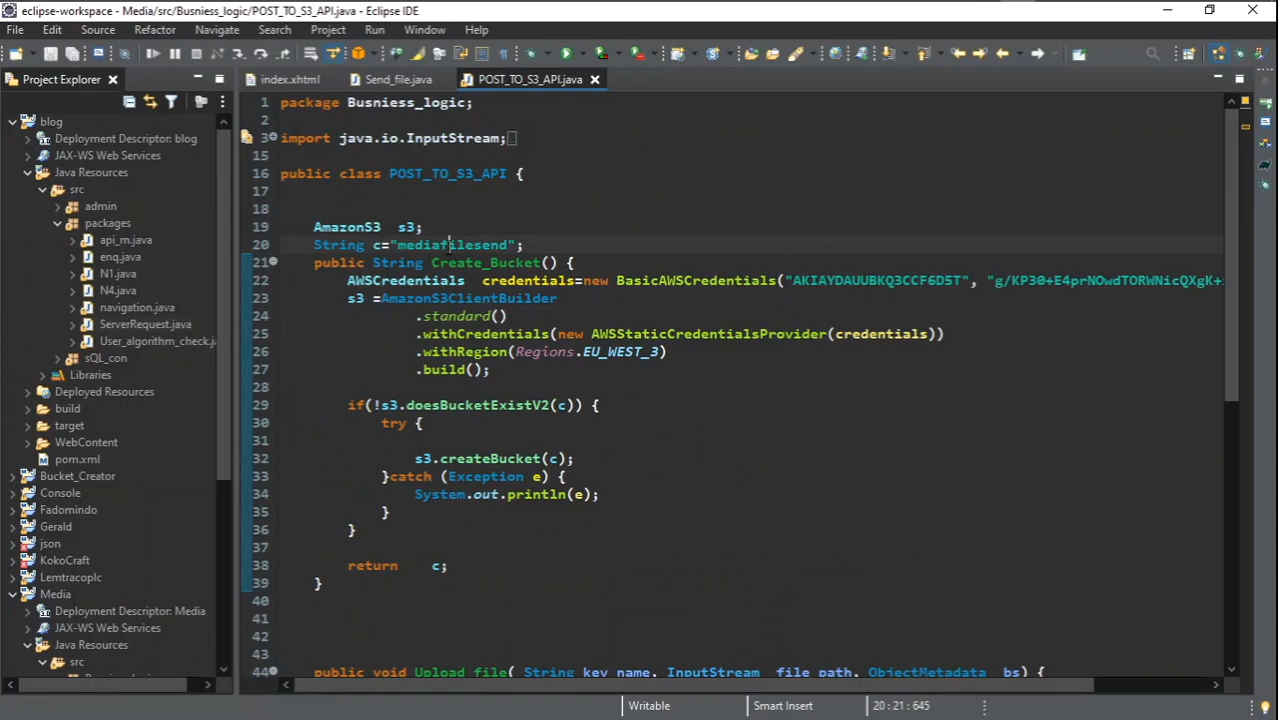 eclipse-workspace - Media/src/Busniess_logic/POST_TO_S3_API.java - Eclipse IDE
File Edit Source Refactor Navigate Search Project Run Window Help
Project Explorer
index.xhtml Send_file.java POST_TO_S3_API.java
blog
Deployment Descriptor: blog
JAX-WS Web Services
Java Resources
src
admin
packages
api_m.java
enq.java
N1.java
N4.java
navigation.java
ServerRequest.java
User_algorithm_check.j
sQL_con
Libraries
Deployed Resources
build
target
WebContent
pom.xml
Bucket_Creator
Console
Fadomindo
Gerald
json
KokoCraft
Lemtracoplc
Media
Deployment Descriptor: Media
JAX-WS Web Services
Java Resources
src
1 package Busniess_logic;
2
3 import java.io.InputStream;
15
16 public class POST_TO_S3_API {
17
18
19 AmazonS3 s3;
20 String c="mediafilesend";
21 public String Create_Bucket() {
22 AWSCredentials credentials=new BasicAWSCredentials("AKIAYDAUUBKQ3CCF6D5T", "g/KP30+E4prNOwdTORWNicQXgK+
23 s3 =AmazonS3ClientBuilder
24 .standard()
25 .withCredentials(new AWSStaticCredentialsProvider(credentials))
26 .withRegion(Regions.EU_WEST_3)
27 .build();
28
29 if(!s3.doesBucketExistV2(c)) {
30 try {
31
32 s3.createBucket(c);
33 }catch (Exception e) {
34 System.out.println(e);
35 }
36 }
37
38 return c;
39 }
40
41
42
43
44 public void Upload_file( String key_name, InputStream file_path, ObjectMetadata bs) {
Writable Smart Insert 20 : 21 : 645